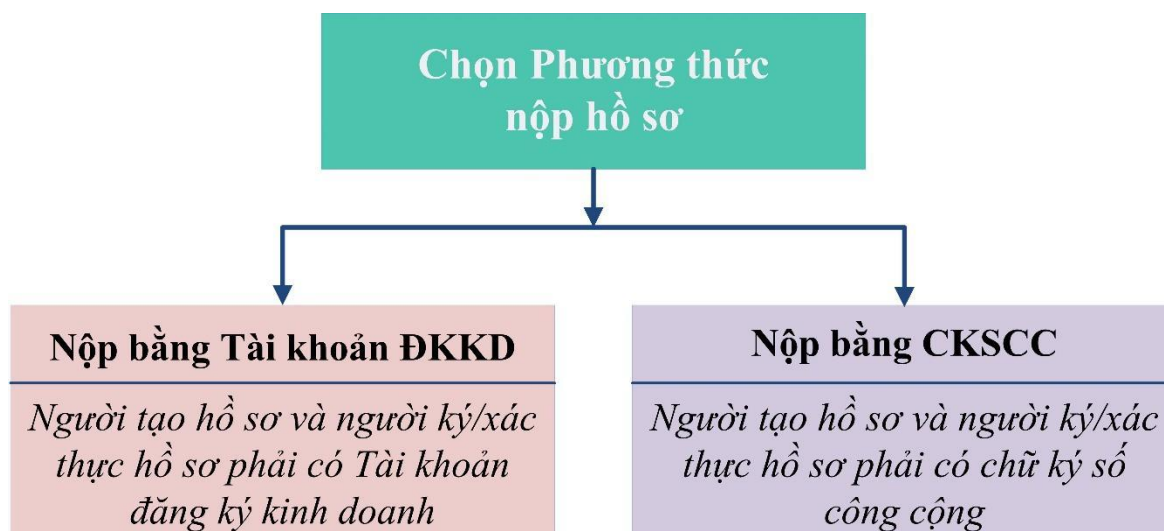 Chọn Phương thức
nộp hồ sơ
Nộp bằng Tài khoản ĐKKD
Người tạo hồ sơ và người ký/xác
thực hồ sơ phải có Tài khoản
đăng ký kinh doanh
Nộp bằng CKSCC
Người tạo hồ sơ và người ký/xác
thực hồ sơ phải có chữ ký số
công cộng